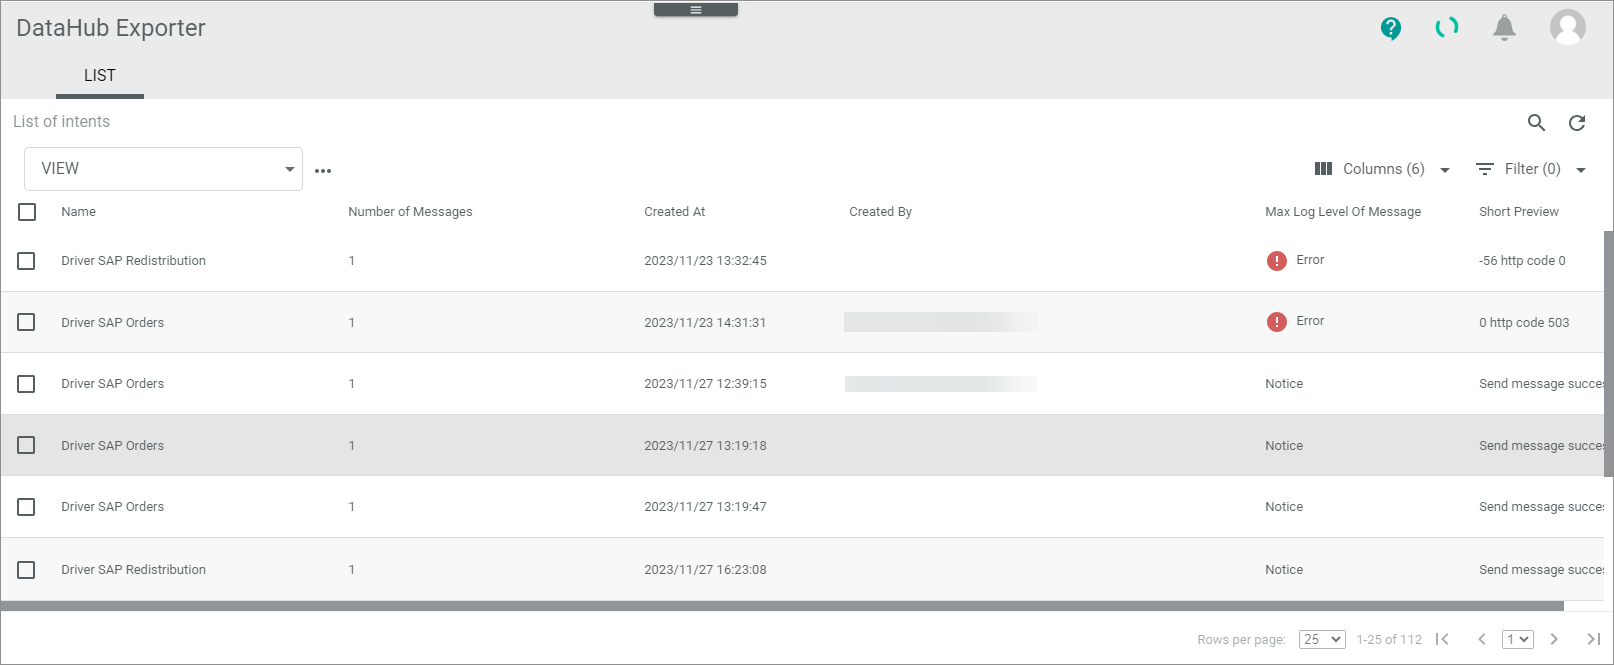 DataHub Exporter
LIST
List of intents
VIEW
Columns (6) Filter (0)
Name Number of Messages Created At Created By Max Log Level Of Message Short Preview
Driver SAP Redistribution 1 2023/11/23 13:32:45 Error -56 http code 0
Driver SAP Orders 1 2023/11/23 14:31:31 Error 0 http code 503
Driver SAP Orders 1 2023/11/27 12:39:15 Notice Send message succes
Driver SAP Orders 1 2023/11/27 13:19:18 Notice Send message succes
Driver SAP Orders 1 2023/11/27 13:19:47 Notice Send message succes
Driver SAP Redistribution 1 2023/11/27 16:23:08 Notice Send message succes
Rows per page: 25 1-25 of 112 1